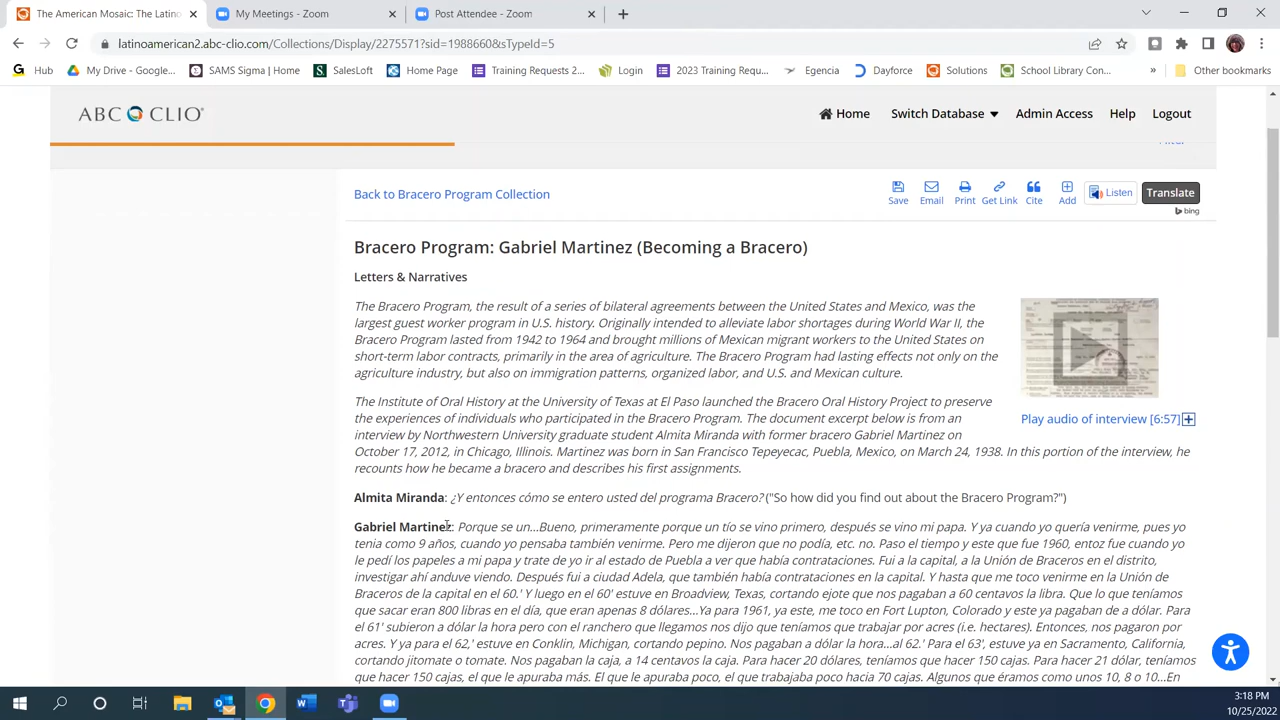 The American Mosaic: The Latino
My Meetings - Zoom
Post Attendee - Zoom
latinoamerican2.abc-clio.com/Collections/Display/2275571?sid=1988660&sTypeId=5
Hub
My Drive - Google...
SAMS Sigma | Home
SalesLoft
Home Page
Training Requests 2...
Login
2023 Training Requ...
Egencia
Dayforce
Solutions
School Library Con...
»
Other bookmarks
ABC CLIO
Home
Switch Database
Admin Access
Help
Logout
Back to Bracero Program Collection
Save
Email
Print
Get Link
Cite
Add
Listen
Translate
bing
Bracero Program: Gabriel Martinez (Becoming a Bracero)
Letters & Narratives
The Bracero Program, the result of a series of bilateral agreements between the United States and Mexico, was the
largest guest worker program in U.S. history. Originally intended to alleviate labor shortages during World War II, the
Bracero Program lasted from 1942 to 1964 and brought millions of Mexican migrant workers to the United States on
short-term labor contracts, primarily in the area of agriculture. The Bracero Program had lasting effects not only on the
agriculture industry, but also on immigration patterns, organized labor, and U.S. and Mexican culture.
The Institute of Oral History at the University of Texas at El Paso launched the Bracero Oral History Project to preserve
the experiences of individuals who participated in the Bracero Program. The document excerpt below is from an
interview by Northwestern University graduate student Almita Miranda with former bracero Gabriel Martinez on
October 17, 2012, in Chicago, Illinois. Martinez was born in San Francisco Tepeyecac, Puebla, Mexico, on March 24, 1938. In this portion of the interview, he
recounts how he became a bracero and describes his first assignments.
Play audio of interview [6:57]
Almita Miranda: ¿Y entonces cómo se entero usted del programa Bracero? ("So how did you find out about the Bracero Program?")
Gabriel Martinez: Porque se un...Bueno, primeramente porque un tío se vino primero, después se vino mi papa. Y ya cuando yo quería venirme, pues yo
tenia como 9 años, cuando yo pensaba también venirme. Pero me dijeron que no podía, etc. no. Paso el tiempo y este que fue 1960, entoz fue cuando yo
le pedí los papeles a mi papa y trate de yo ir al estado de Puebla a ver que había contrataciones. Fui a la capital, a la Unión de Braceros en el distrito,
investigar ahí anduve viendo. Después fui a ciudad Adela, que también había contrataciones en la capital. Y hasta que me toco venirme en la Unión de
Braceros de la capital en el 60.' Y luego en el 60' estuve en Broadview, Texas, cortando ejote que nos pagaban a 60 centavos la libra. Que lo que teníamos
que sacar eran 800 libras en el día, que eran apenas 8 dólares...Ya para 1961, ya este, me toco en Fort Lupton, Colorado y este ya pagaban de a dólar. Para
el 61' subieron a dólar la hora pero con el ranchero que llegamos nos dijo que teníamos que trabajar por acres (i.e. hectares). Entonces, nos pagaron por
acres. Y ya para el 62,' estuve en Conklin, Michigan, cortando pepino. Nos pagaban a dólar la hora...al 62.' Para el 63', estuve ya en Sacramento, California,
cortando jitomate o tomate. Nos pagaban la caja, a 14 centavos la caja. Para hacer 20 dólares, teníamos que hacer 150 cajas. Para hacer 21 dólar, teníamos
que hacer 150 cajas, el que le apuraba más. El que le apuraba poco, el que trabajaba poco hacia 70 cajas. Algunos que éramos como unos 10, 8 o 10...En
3:18 PM
10/25/2022